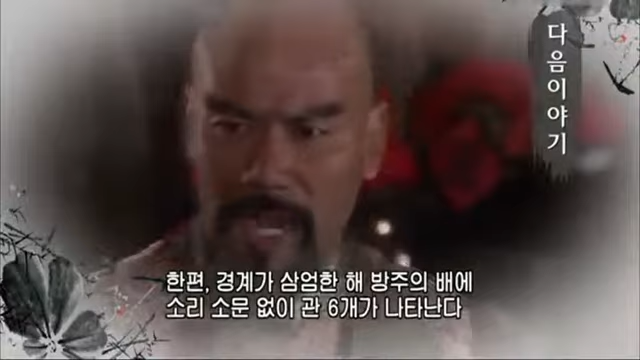 다음이야기
한편, 경계가 삼엄한 해 방주의 배에
소리 소문 없이 관 6개가 나타난다